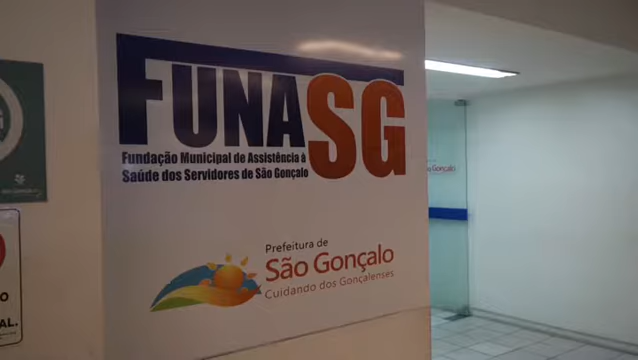 FUNASG
Fundação Municipal de Assistência à
Saúde dos Servidores de São Gonçalo
Prefeitura de
São Gonçalo
Cuidando dos Gonçalenses